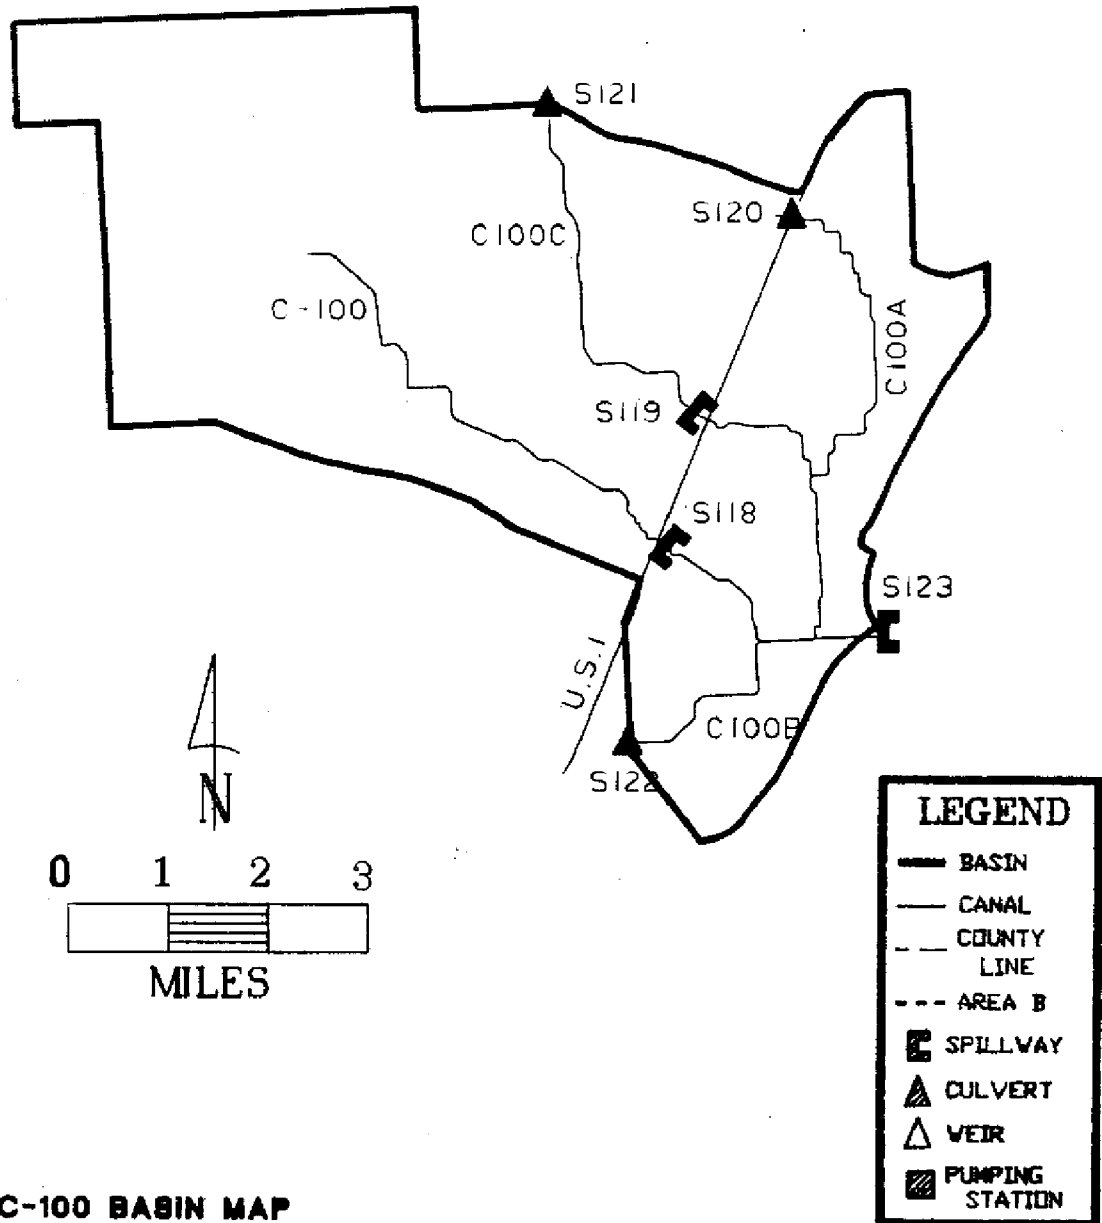 S121
S120
C100C
C-100
C100A
S119
S118
S123
U.S.1
C100B
S122
N
0 1 2 3
MILES
LEGEND
BASIN
CANAL
COUNTY
LINE
AREA B
SPILLWAY
CULVERT
WEIR
PUMPING
STATION
C-100 BASIN MAP